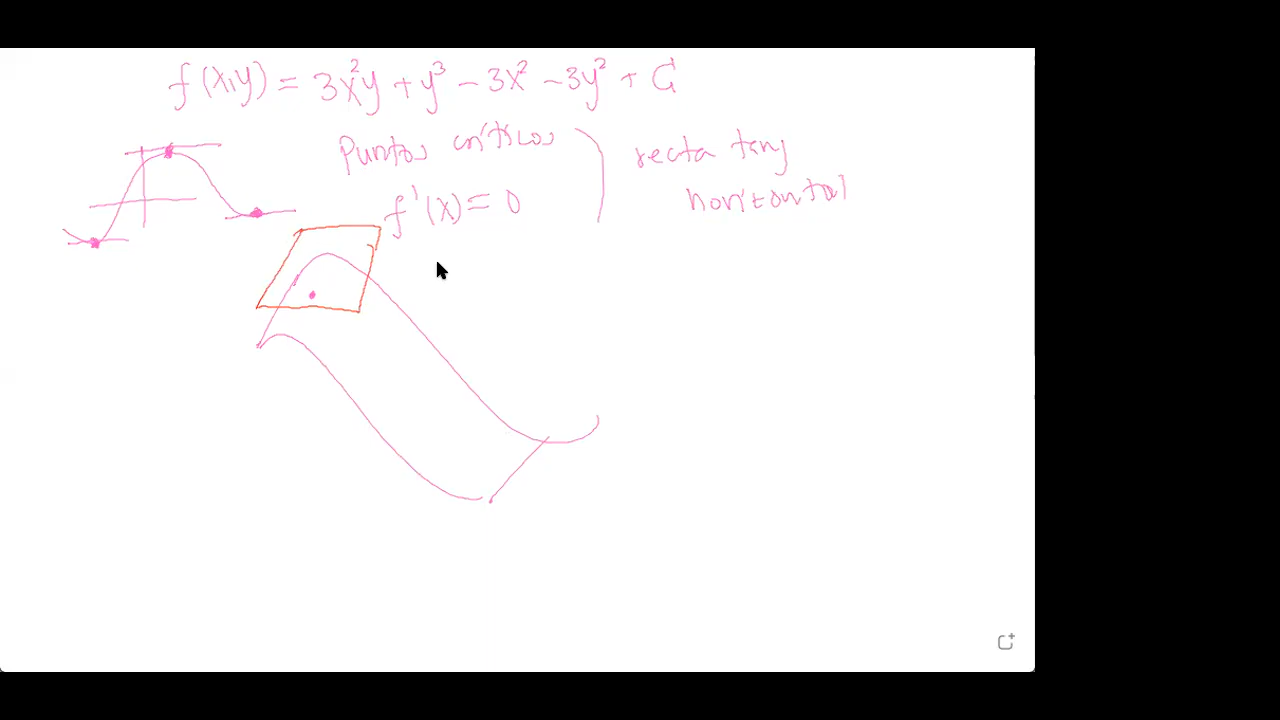 f(x,y) = 3x²y + y³ - 3x² - 3y² + G
Puntos críticos
recta tang
horizontal
f'(x) = 0